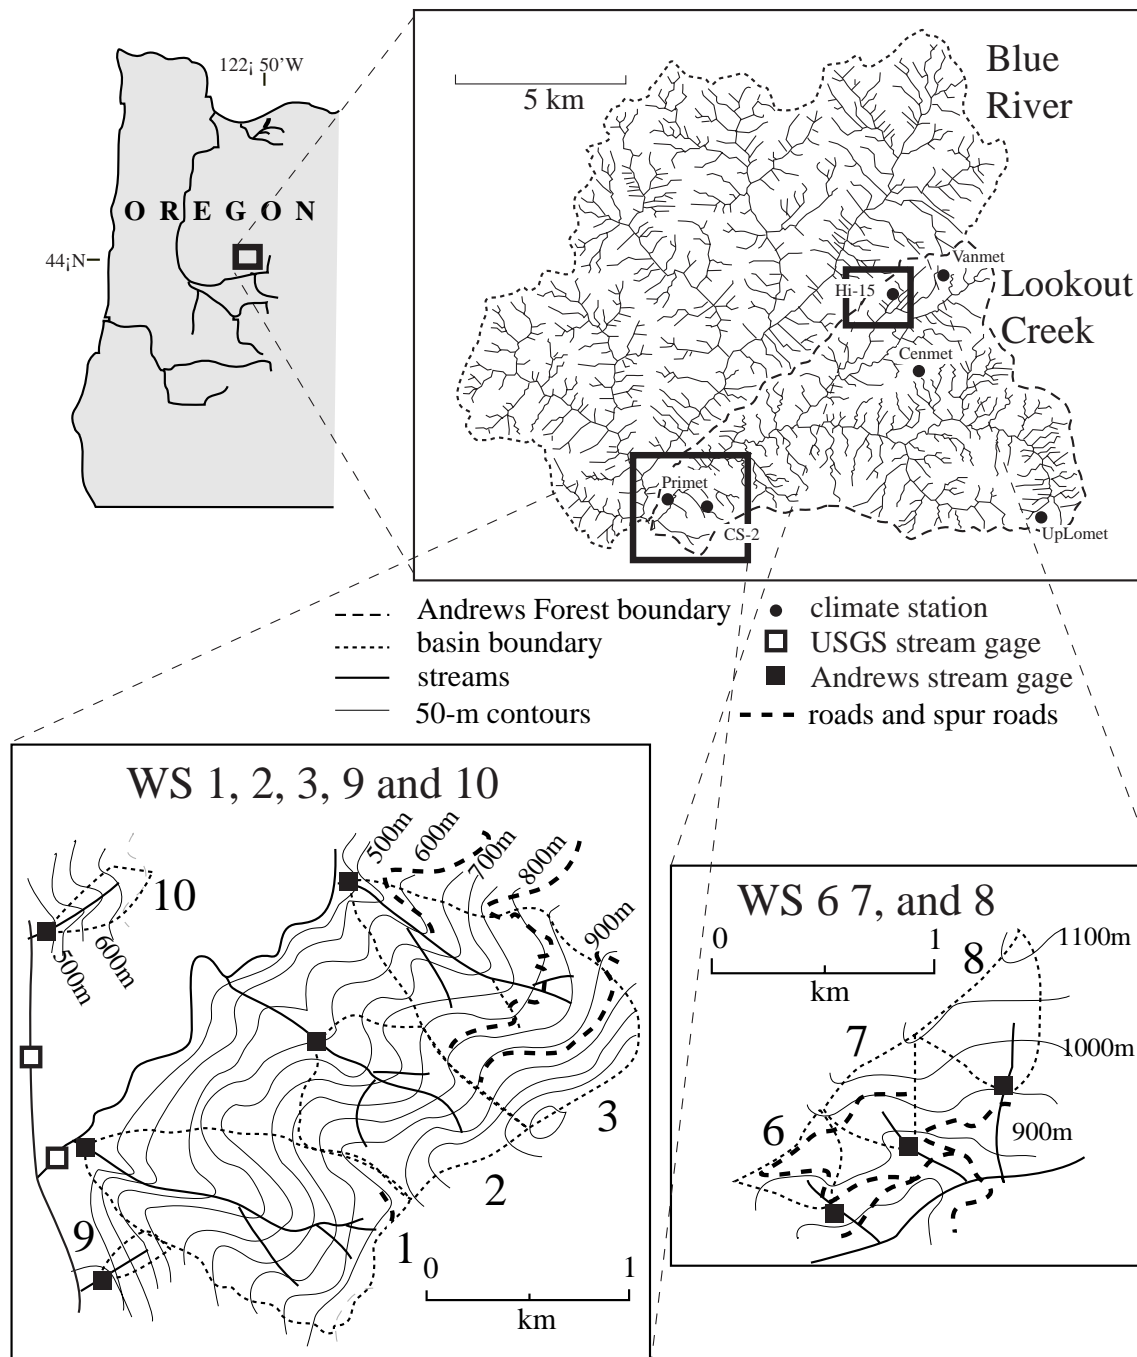 122¡ 50'W
OREGON
44¡N
5 km
Blue
River
Vanmet
Hi-15
Lookout
Creek
Cenmet
Primet
CS-2
UpLomet
Andrews Forest boundary
basin boundary
streams
50-m contours
climate station
USGS stream gage
Andrews stream gage
roads and spur roads
WS 1, 2, 3, 9 and 10
500m
600m
700m
800m
900m
10
600m
500m
3
2
1
9
0 1
km
WS 6 7, and 8
0 1
km
8
1100m
7
1000m
6
900m